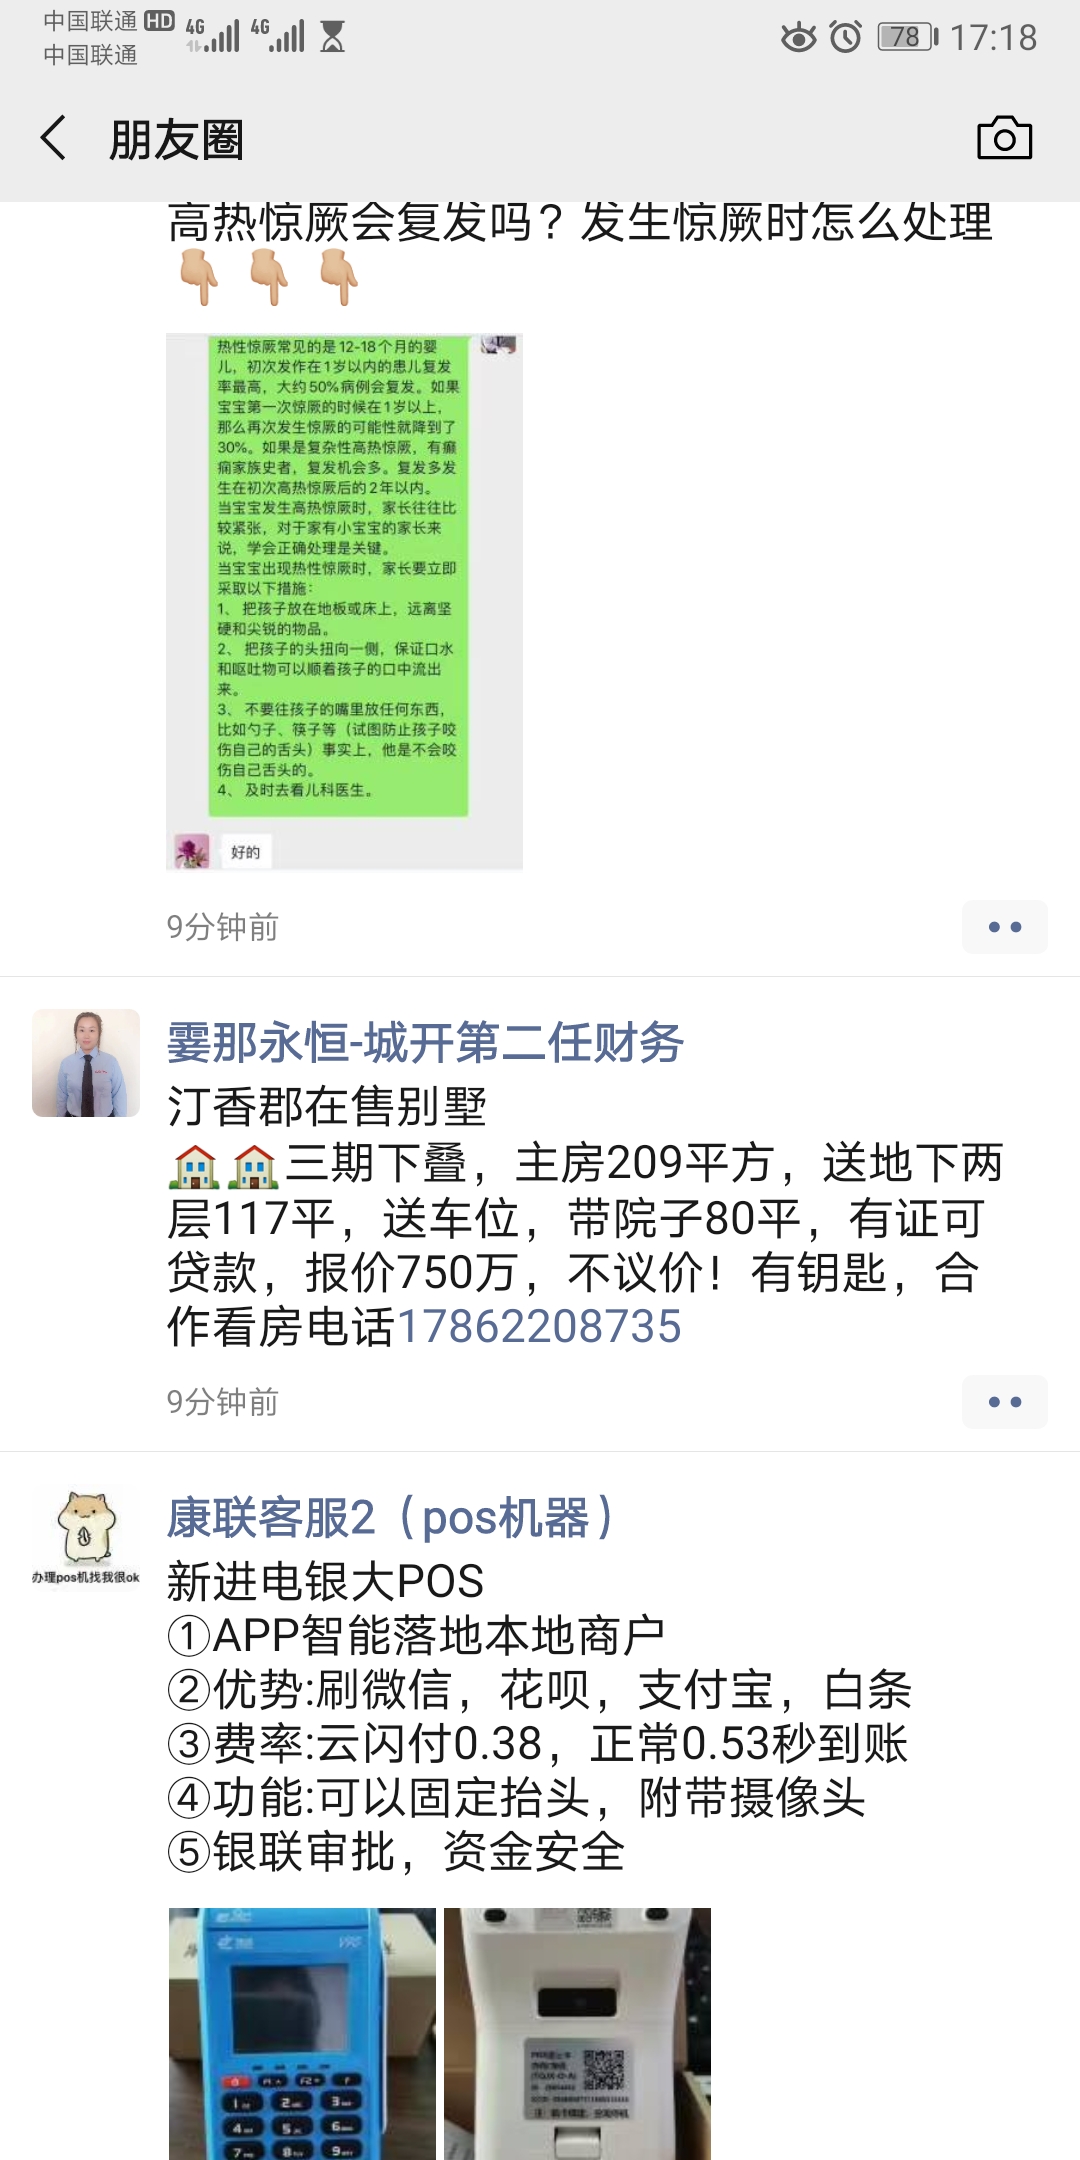 中国联通 HD 4G 4G 78 17:18
中国联通
朋友圈
高热惊厥会复发吗？发生惊厥时怎么处理
热性惊厥常见的是12-18个月的婴
儿，初次发作在1岁以内的患儿复发
率最高，大约50%病例会复发。如果
宝宝第一次惊厥的时候在1岁以上，
那么再次发生惊厥的可能性就降到了
30%。如果是复杂性高热惊厥，有癫
痫家族史者，复发机会多。复发多发
生在初次高热惊厥后的2年以内。
当宝宝发生高热惊厥时，家长往往比
较紧张，对于家有小宝宝的家长来
说，学会正确处理是关键。
当宝宝出现热性惊厥时，家长要立即
采取以下措施：
1、 把孩子放在地板或床上，远离坚
硬和尖锐的物品。
2、 把孩子的头扭向一侧，保证口水
和呕吐物可以顺着孩子的口中流出
来。
3、 不要往孩子的嘴里放任何东西，
比如勺子、筷子等（试图防止孩子咬
伤自己的舌头）事实上，他是不会咬
伤自己舌头的。
4、 及时去看儿科医生。
好的
9分钟前
霎那永恒-城开第二任财务
汀香郡在售别墅
三期下叠，主房209平方，送地下两
层117平，送车位，带院子80平，有证可
贷款，报价750万，不议价！有钥匙，合
作看房电话17862208735
9分钟前
办理pos机找我很ok
康联客服2（pos机器）
新进电银大POS
①APP智能落地本地商户
②优势:刷微信，花呗，支付宝，白条
③费率:云闪付0.38，正常0.53秒到账
④功能:可以固定抬头，附带摄像头
⑤银联审批，资金安全